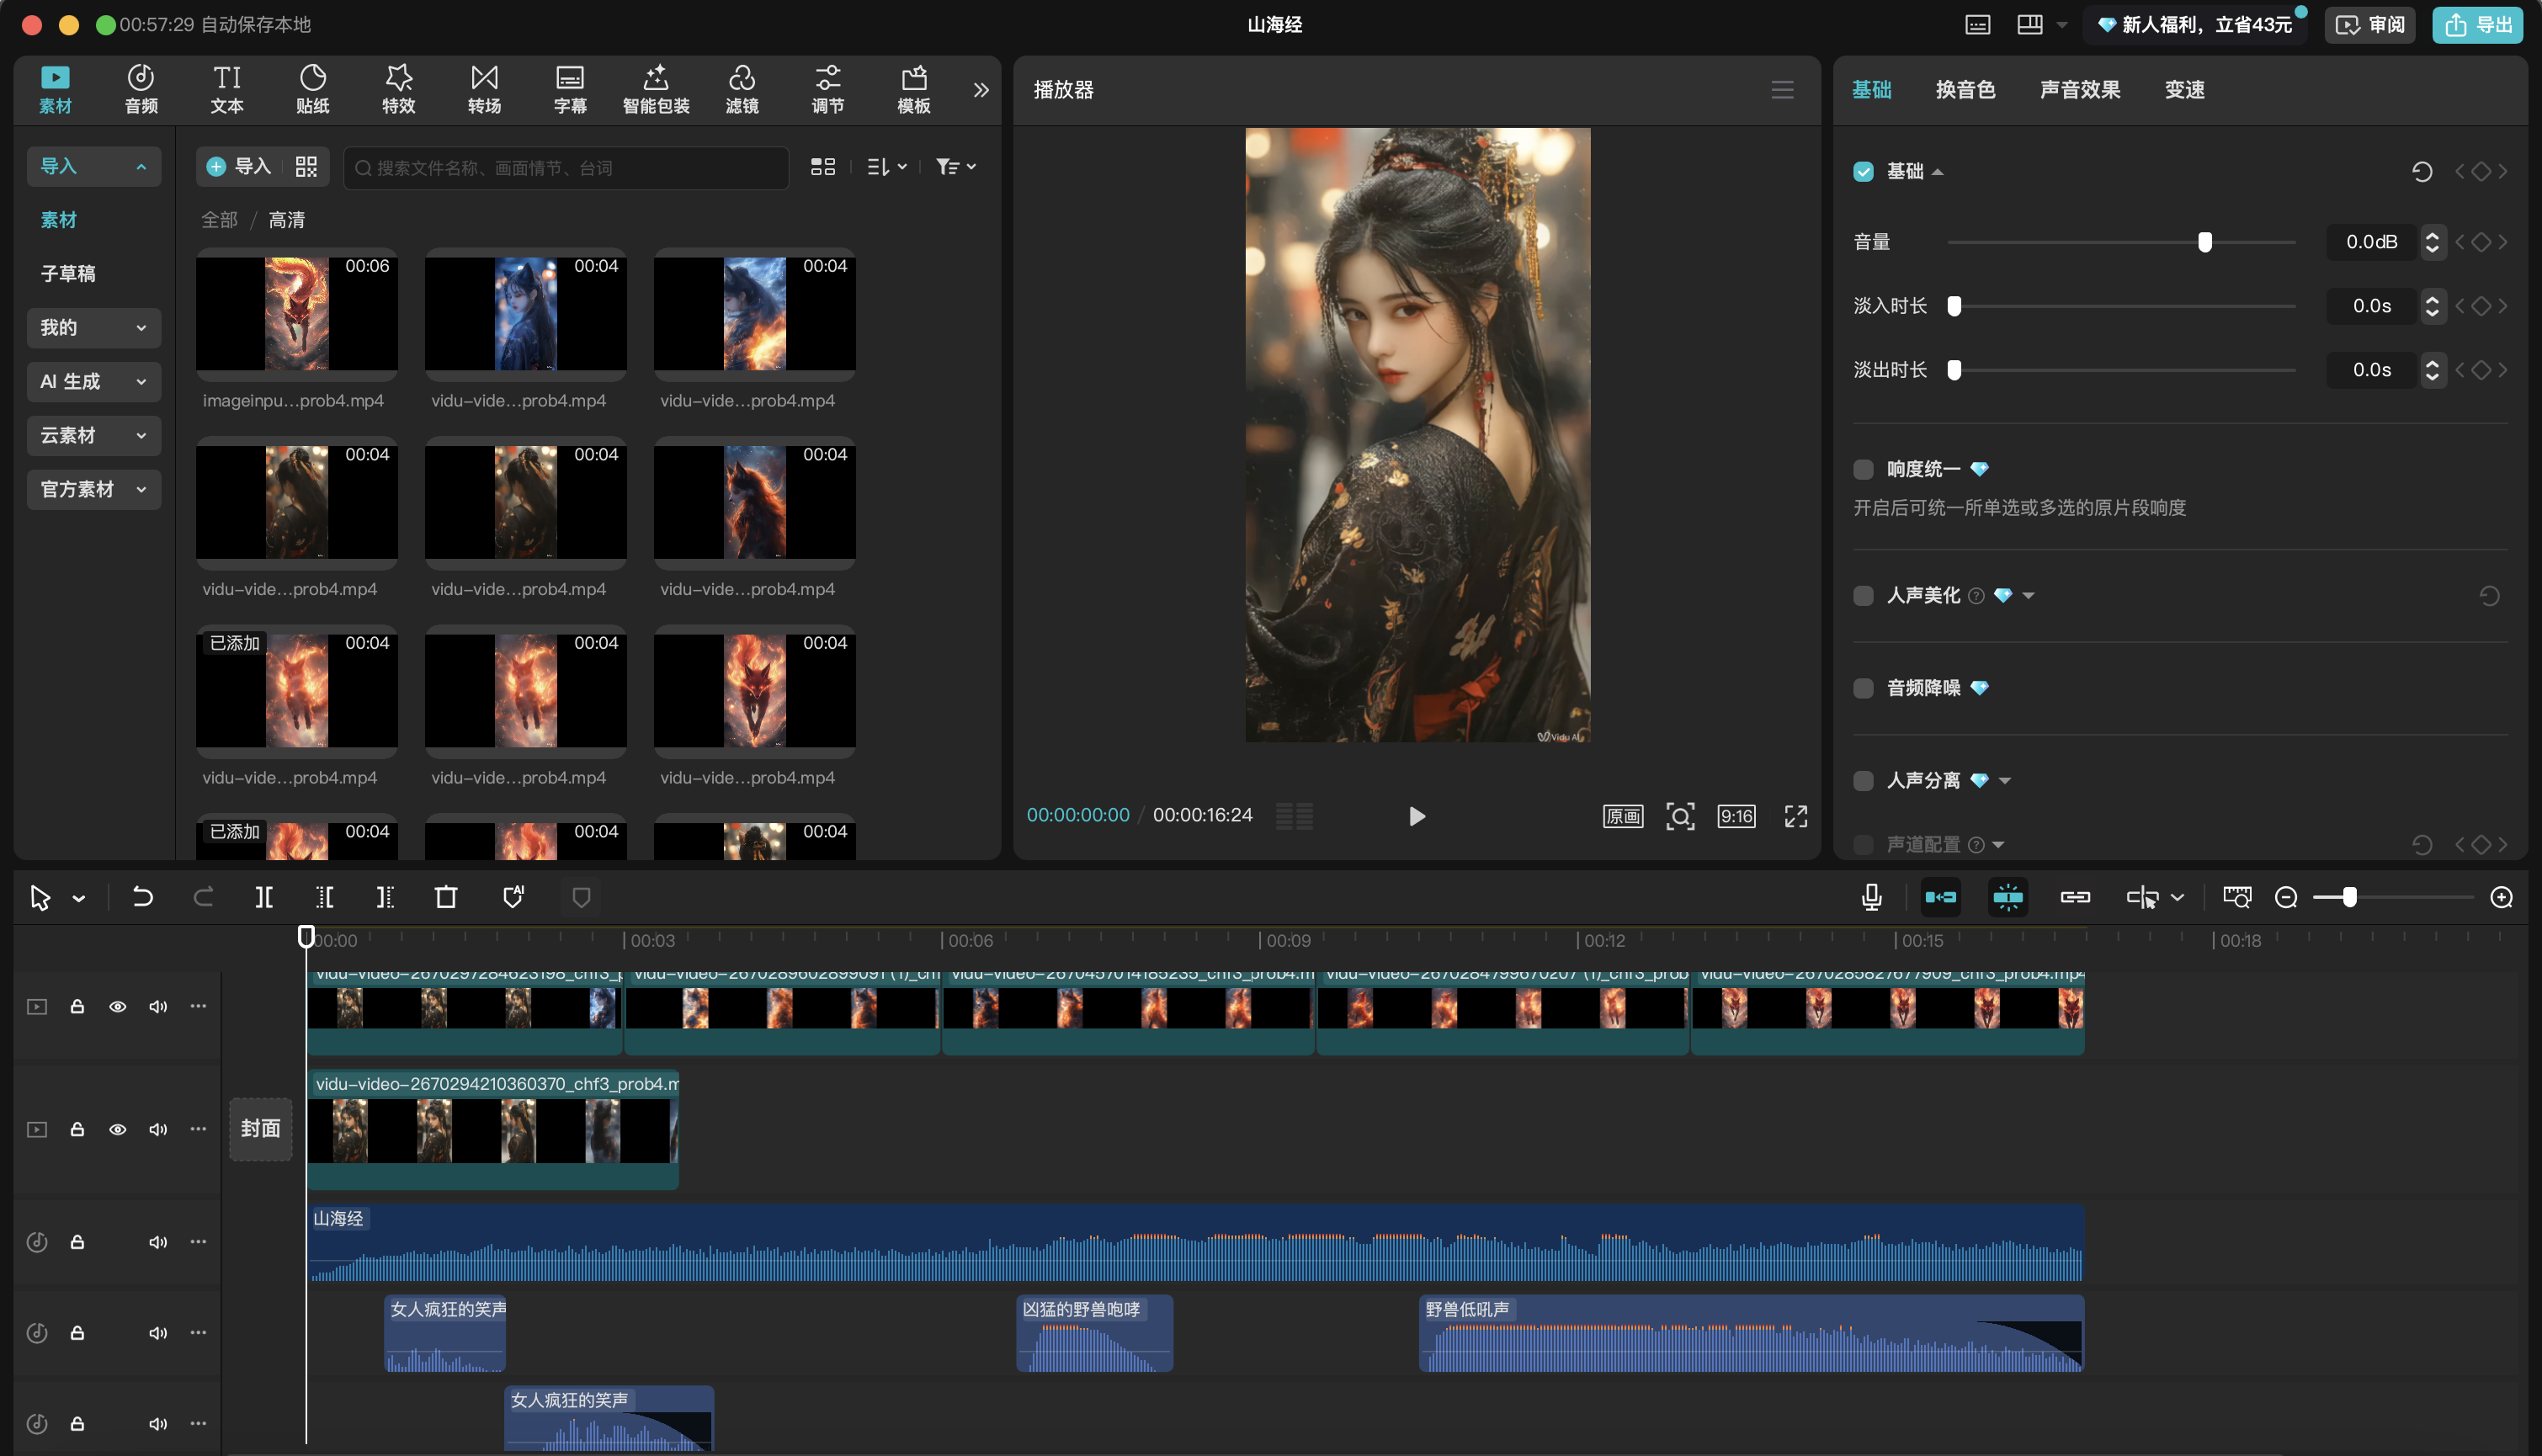 00:57:29 自动保存本地
山海经
新人福利，立省43元
审阅
导出
素材
音频
TI
文本
贴纸
特效
转场
字幕
智能包装
滤镜
调节
模板
播放器
基础
换音色
声音效果
变速
导入
导入
搜索文件名称、画面情节、台词
素材
全部 / 高清
子草稿
我的
AI 生成
云素材
官方素材
00:06
00:04
00:04
imageinpu...prob4.mp4
vidu-vide...prob4.mp4
vidu-vide...prob4.mp4
00:04
00:04
00:04
vidu-vide...prob4.mp4
vidu-vide...prob4.mp4
vidu-vide...prob4.mp4
已添加
00:04
00:04
00:04
vidu-vide...prob4.mp4
vidu-vide...prob4.mp4
vidu-vide...prob4.mp4
已添加
00:04
00:04
00:04
Vidu AI
00:00:00:00 / 00:00:16:24
原画
9:16
基础
音量
0.0dB
淡入时长
0.0s
淡出时长
0.0s
响度统一
开启后可统一所单选或多选的原片段响度
人声美化
音频降噪
人声分离
声道配置
AI
00:00
00:03
00:06
00:09
00:12
00:15
00:18
vidu-video-2670297284623198_chf3_p
vidu-video-2670289602899091 (1)_ch
vidu-video-2670457014185235_chf3_prob4.m
vidu-video-2670284799670207 (1)_chf3_prob
vidu-video-2670285827677909_chf3_prob4.mp4
封面
vidu-video-2670294210360370_chf3_prob4.m
山海经
女人疯狂的笑声
凶猛的野兽咆哮
野兽低吼声
女人疯狂的笑声